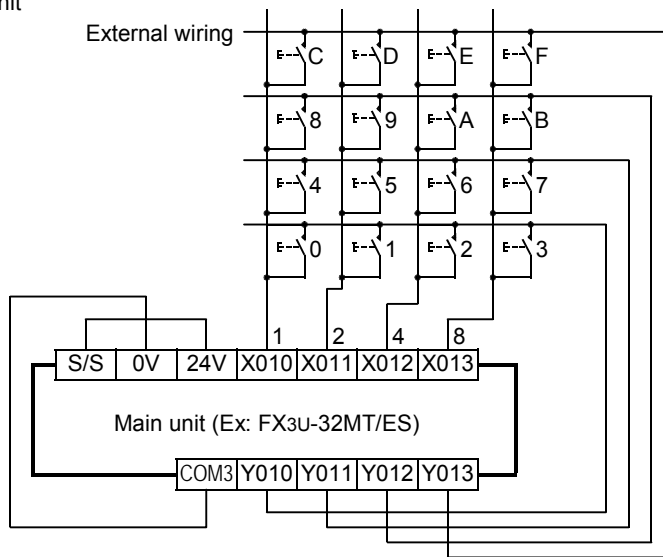 nit
External wiring
C D E F
8 9 A B
4 5 6 7
0 1 2 3
1 2 4 8
S/S 0V 24V X010 X011 X012 X013
Main unit (Ex: FX3U-32MT/ES)
COM3 Y010 Y011 Y012 Y013